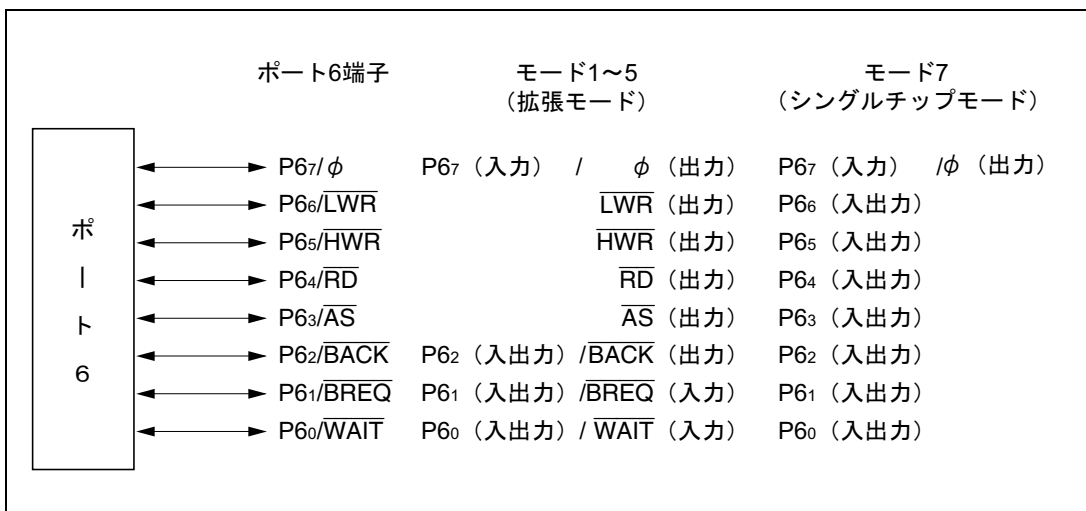 ポート6端子 モード1～5 モード7
（拡張モード） （シングルチップモード）
P67/φ P67（入力） / φ（出力） P67（入力） /φ（出力）
P66/LWR LWR（出力） P66（入出力）
P65/HWR HWR（出力） P65（入出力）
P64/RD RD（出力） P64（入出力）
P63/AS AS（出力） P63（入出力）
P62/BACK P62（入出力）/BACK（出力） P62（入出力）
P61/BREQ P61（入出力）/BREQ（入力） P61（入出力）
P60/WAIT P60（入出力）/ WAIT（入力） P60（入出力）
ポート6